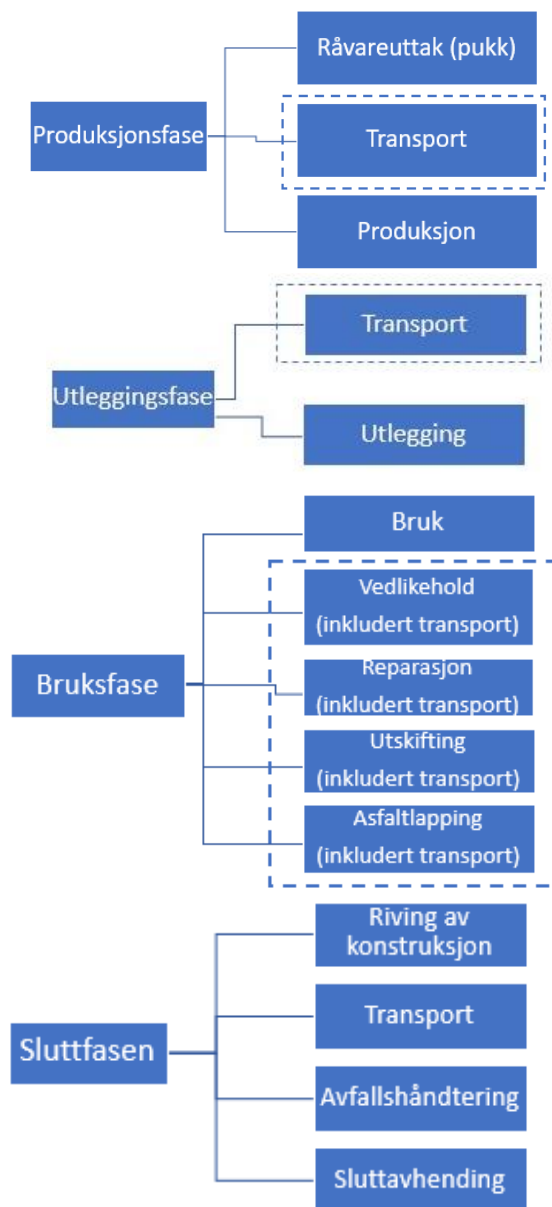 Råvareuttak (pukk)
Produksjonsfase
Transport
Produksjon
Transport
Utleggingsfase
Utlegging
Bruk
Vedlikehold
(inkludert transport)
Bruksfase
Reparasjon
(inkludert transport)
Utskifting
(inkludert transport)
Asfaltlapping
(inkludert transport)
Riving av
konstruksjon
Transport
Sluttfasen
Avfallshåndtering
Sluttavhending